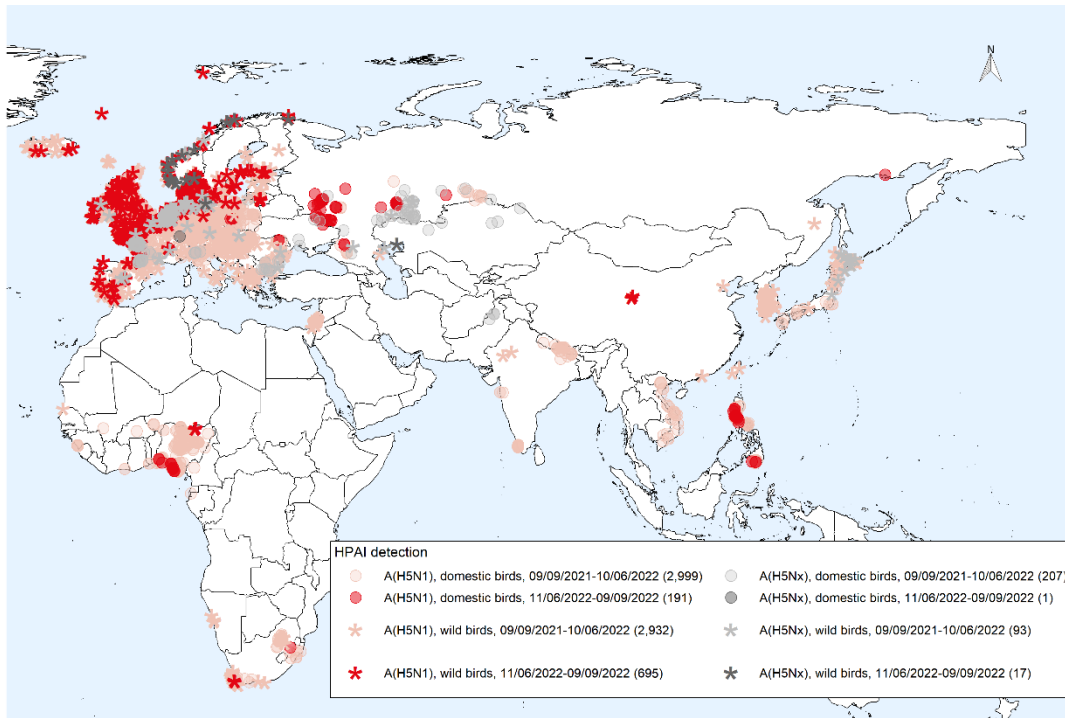 N
HPAI detection
A(H5N1), domestic birds, 09/09/2021-10/06/2022 (2,999)
A(H5Nx), domestic birds, 09/09/2021-10/06/2022 (207)
A(H5N1), domestic birds, 11/06/2022-09/09/2022 (191)
A(H5Nx), domestic birds, 11/06/2022-09/09/2022 (1)
A(H5N1), wild birds, 09/09/2021-10/06/2022 (2,932)
A(H5Nx), wild birds, 09/09/2021-10/06/2022 (93)
A(H5N1), wild birds, 11/06/2022-09/09/2022 (695)
A(H5Nx), wild birds, 11/06/2022-09/09/2022 (17)